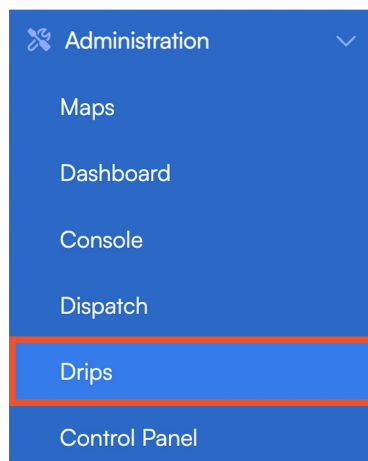 Administration
Maps
Dashboard
Console
Dispatch
Drips
Control Panel